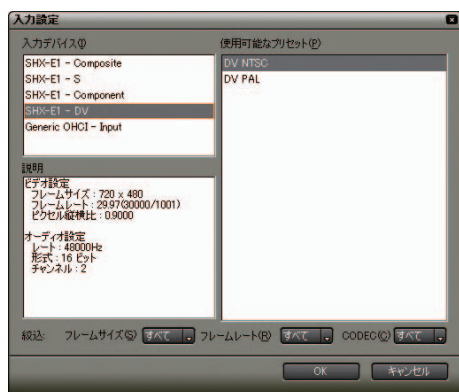 入力設定
入力デバイス(I)
SHX-E1 - Composite
SHX-E1 - S
SHX-E1 - Component
SHX-E1 - DV
Generic OHCI - Input
使用可能なプリセット(P)
DV NTSC
DV PAL
説明
ビデオ設定
フレームサイズ : 720 x 480
フレームレート : 29.97(30000/1001)
ピクセル縦横比 : 0.9000
オーディオ設定
レート : 48000Hz
形式 : 16 ビット
チャンネル : 2
絞込: フレームサイズ(S) すべて フレームレート(R) すべて CODEC(C) すべて
OK キャンセル